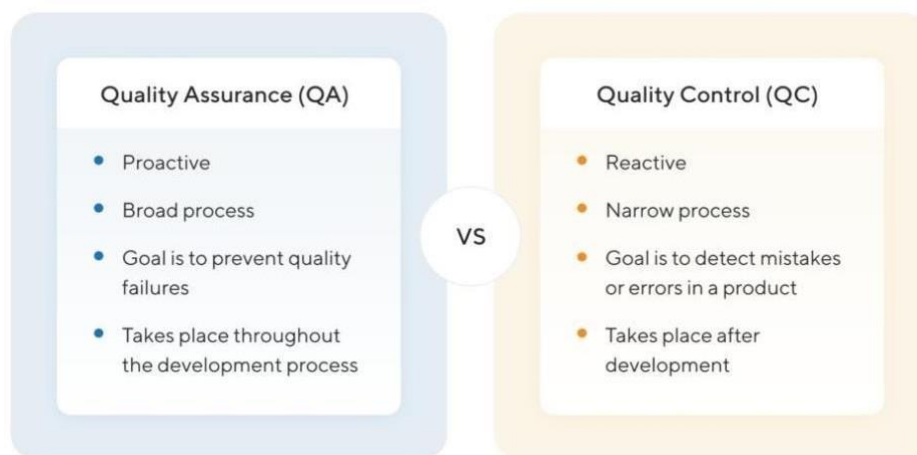 Quality Assurance (QA)
Proactive
Broad process
Goal is to prevent quality
failures
Takes place throughout
the development process
VS
Quality Control (QC)
Reactive
Narrow process
Goal is to detect mistakes
or errors in a product
Takes place after
development